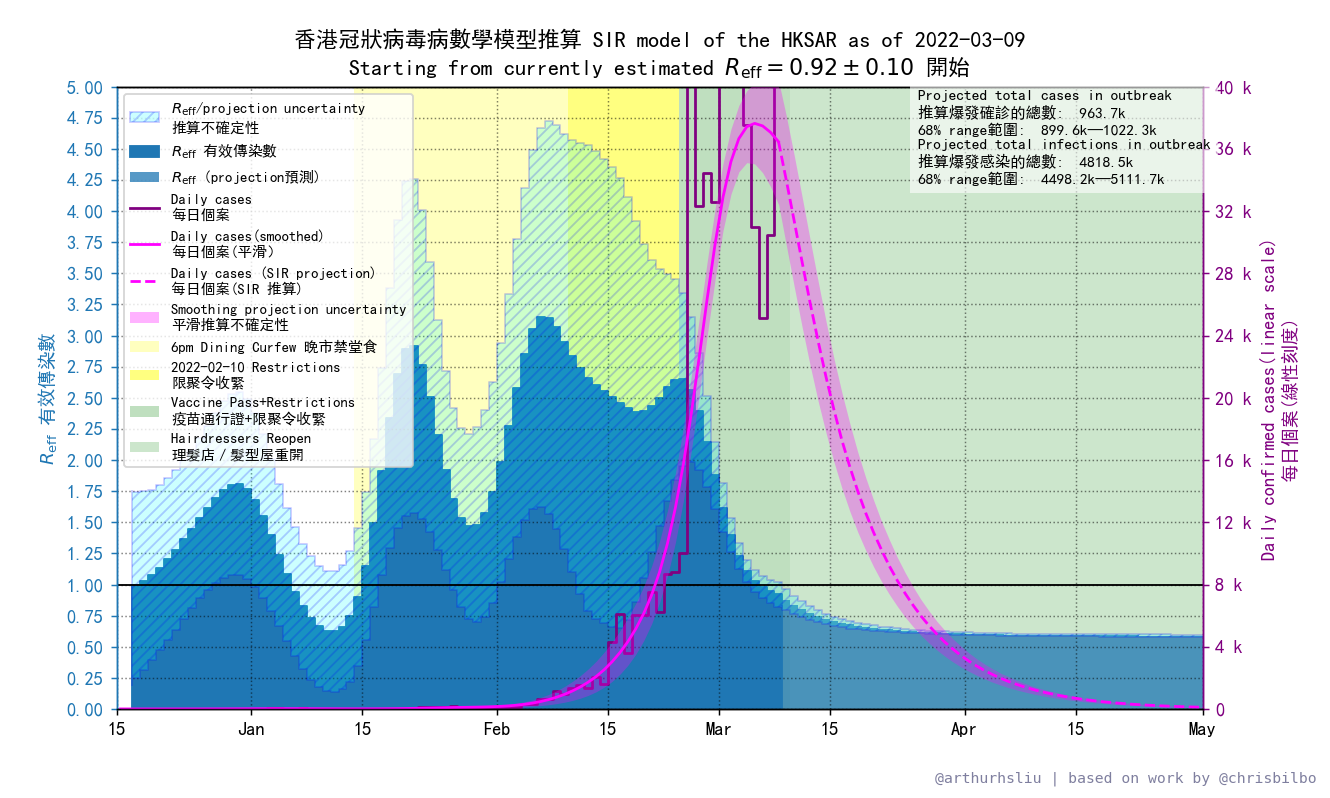 香港冠狀病毒病數學模型推算 SIR model of the HKSAR as of 2022-03-09
Starting from currently estimated Reff = 0.92 ± 0.10 開始
5.00
4.75
4.50
4.25
4.00
3.75
3.50
3.25
3.00
2.75
2.50
2.25
2.00
1.75
1.50
1.25
1.00
0.75
0.50
0.25
0.00
Reff 有效傳染數
Reff/projection uncertainty
推算不確定性
Reff 有效傳染數
Reff (projection預測)
Daily cases
每日個案
Daily cases(smoothed)
每日個案(平滑)
Daily cases (SIR projection)
每日個案(SIR 推算)
Smoothing projection uncertainty
平滑推算不確定性
6pm Dining Curfew 晚市禁堂食
2022-02-10 Restrictions
限聚令收緊
Vaccine Pass+Restrictions
疫苗通行證+限聚令收緊
Hairdressers Reopen
理髮店 / 髮型屋重開
Projected total cases in outbreak
推算爆發確診的總數: 963.7k
68% range範圍: 899.6k—1022.3k
Projected total infections in outbreak
推算爆發感染的總數: 4818.5k
68% range範圍: 4498.2k—5111.7k
40 k
36 k
32 k
28 k
24 k
20 k
16 k
12 k
8 k
4 k
0
Daily confirmed cases(linear scale)
每日個案(線性刻度)
15
Jan
15
Feb
15
Mar
15
Apr
15
May
@arthurhsliu | based on work by @chrisbilbo